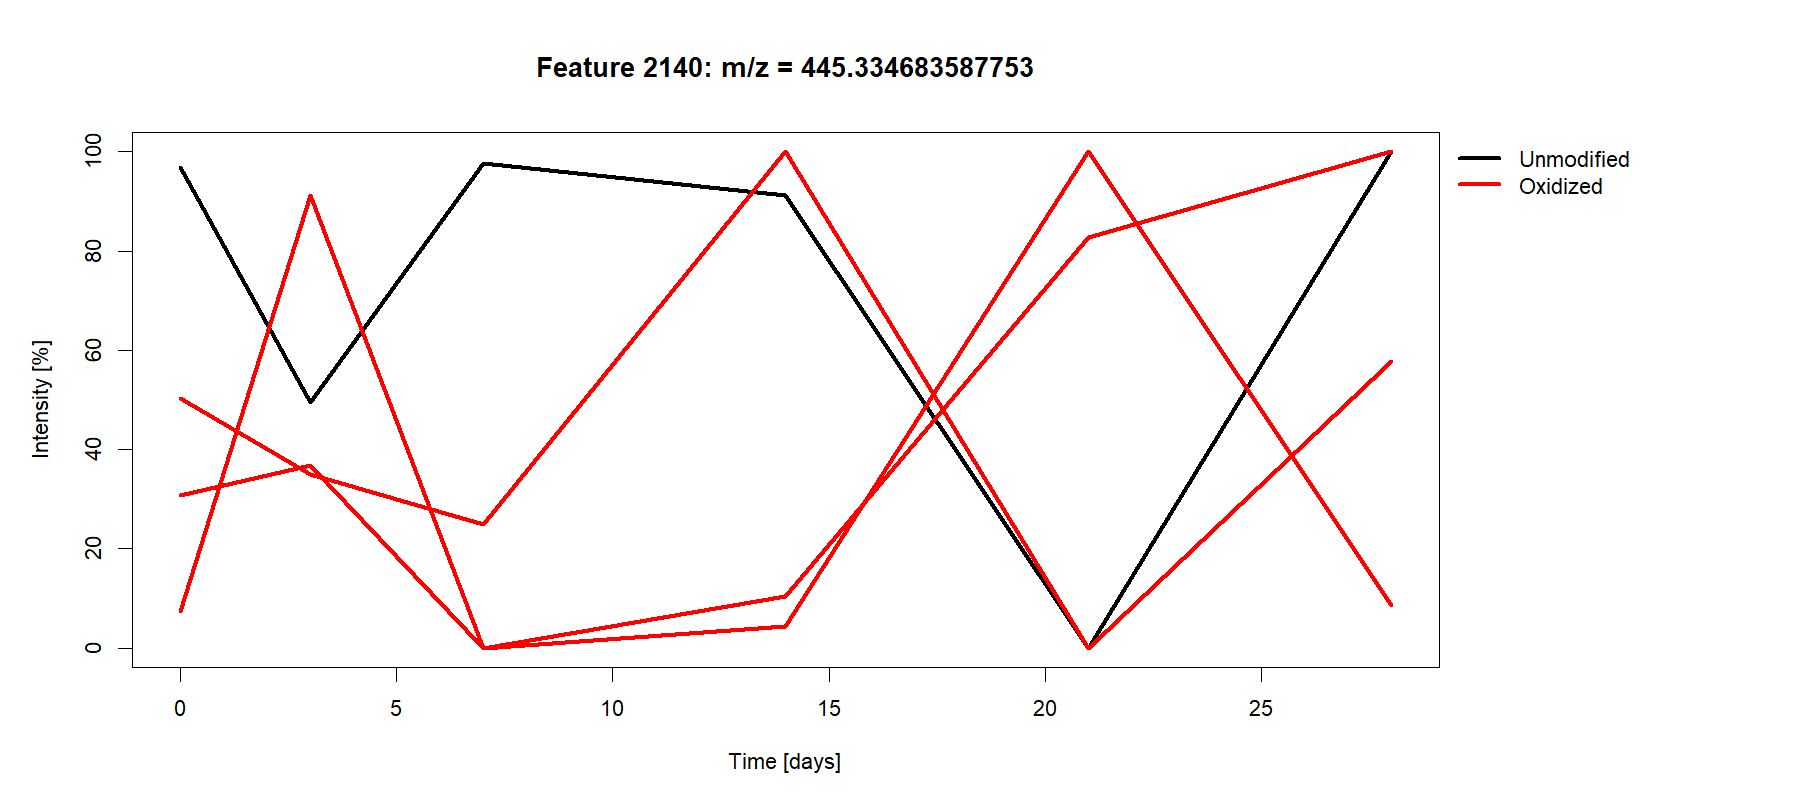 Feature 2140: m/z = 445.334683587753
Unmodified
Oxidized
Intensity [%]
100
80
60
40
20
0
0 5 10 15 20 25
Time [days]